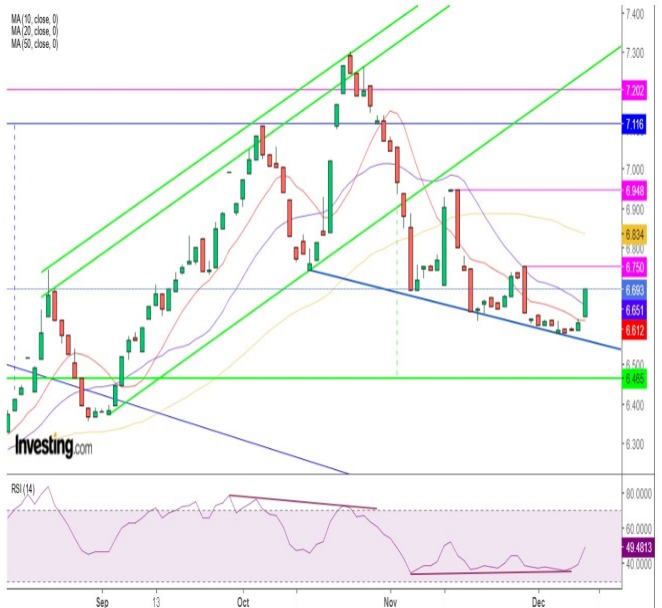 MA (10, close, 0)
MA (20, close, 0)
MA (50, close, 0)
7.400
7.300
7.202
7.116
7.000
6.948
6.900
6.834
6.800
6.750
6.693
6.651
6.612
6.500
6.465
6.400
6.300
Investing.com
RSI (14)
80.0000
60.0000
49.4813
40.0000
Sep
13
Oct
Nov
Dec